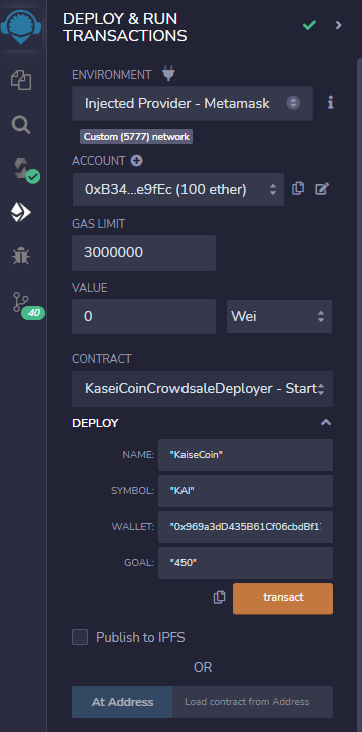 DEPLOY & RUN
TRANSACTIONS
ENVIRONMENT
Injected Provider - Metamask
Custom (5777) network
ACCOUNT
0xB34...e9fEc (100 ether)
GAS LIMIT
3000000
VALUE
0 Wei
CONTRACT
KaseiCoinCrowdsaleDeployer - Start
DEPLOY
NAME: "KaiseCoin"
SYMBOL: "KAI"
WALLET: "0x969a3dD435B61Cf06cbdBf1
GOAL: "450"
transact
Publish to IPFS
OR
At Address Load contract from Address
40